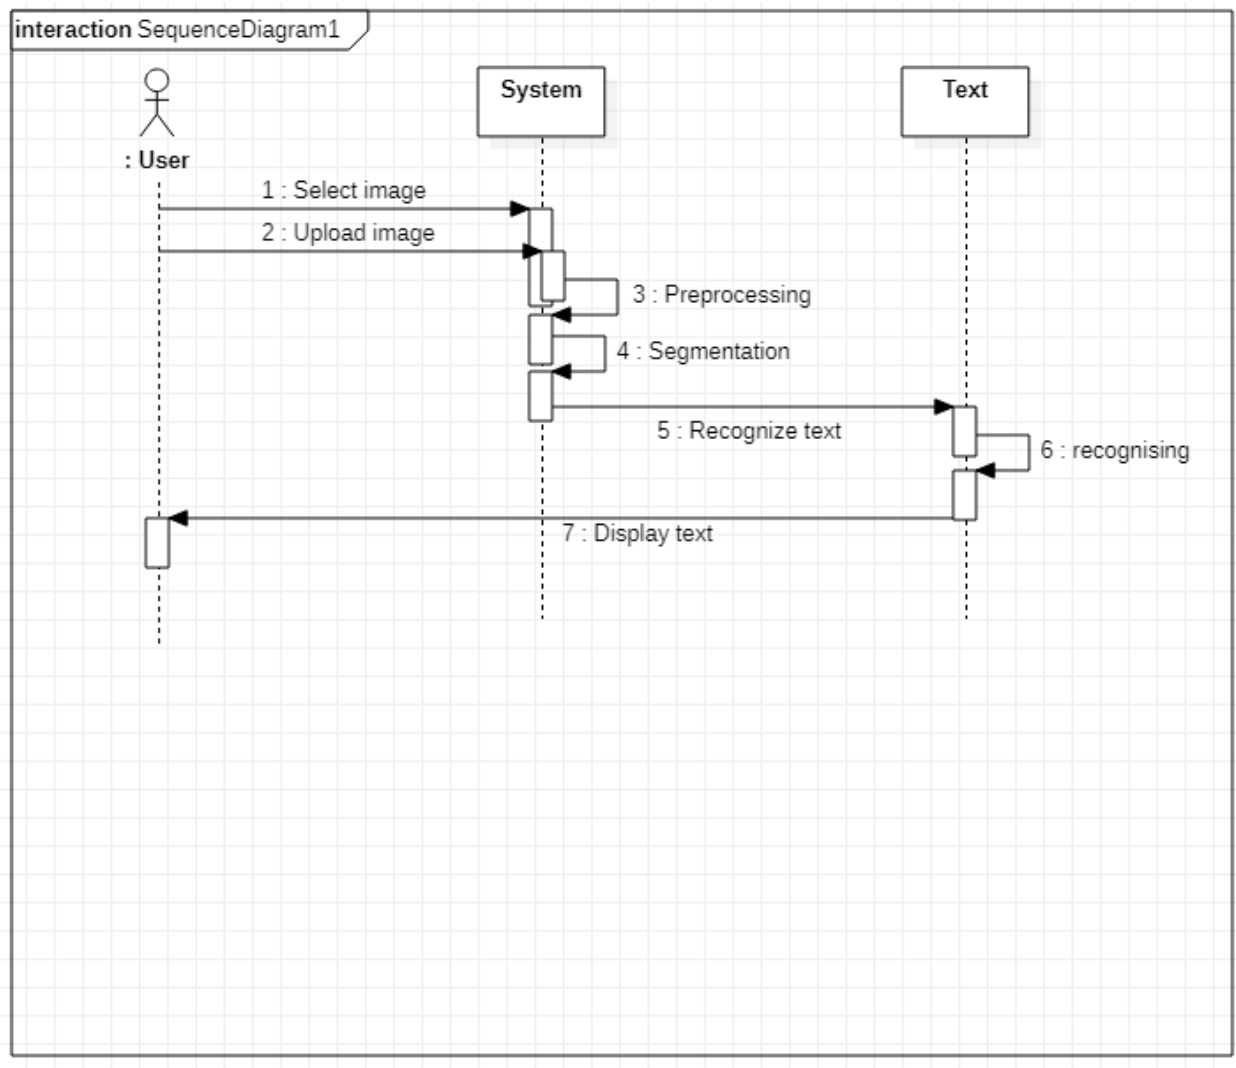 interaction SequenceDiagram1
System
Text
: User
1 : Select image
2 : Upload image
3 : Preprocessing
4 : Segmentation
5 : Recognize text
6 : recognising
7 : Display text